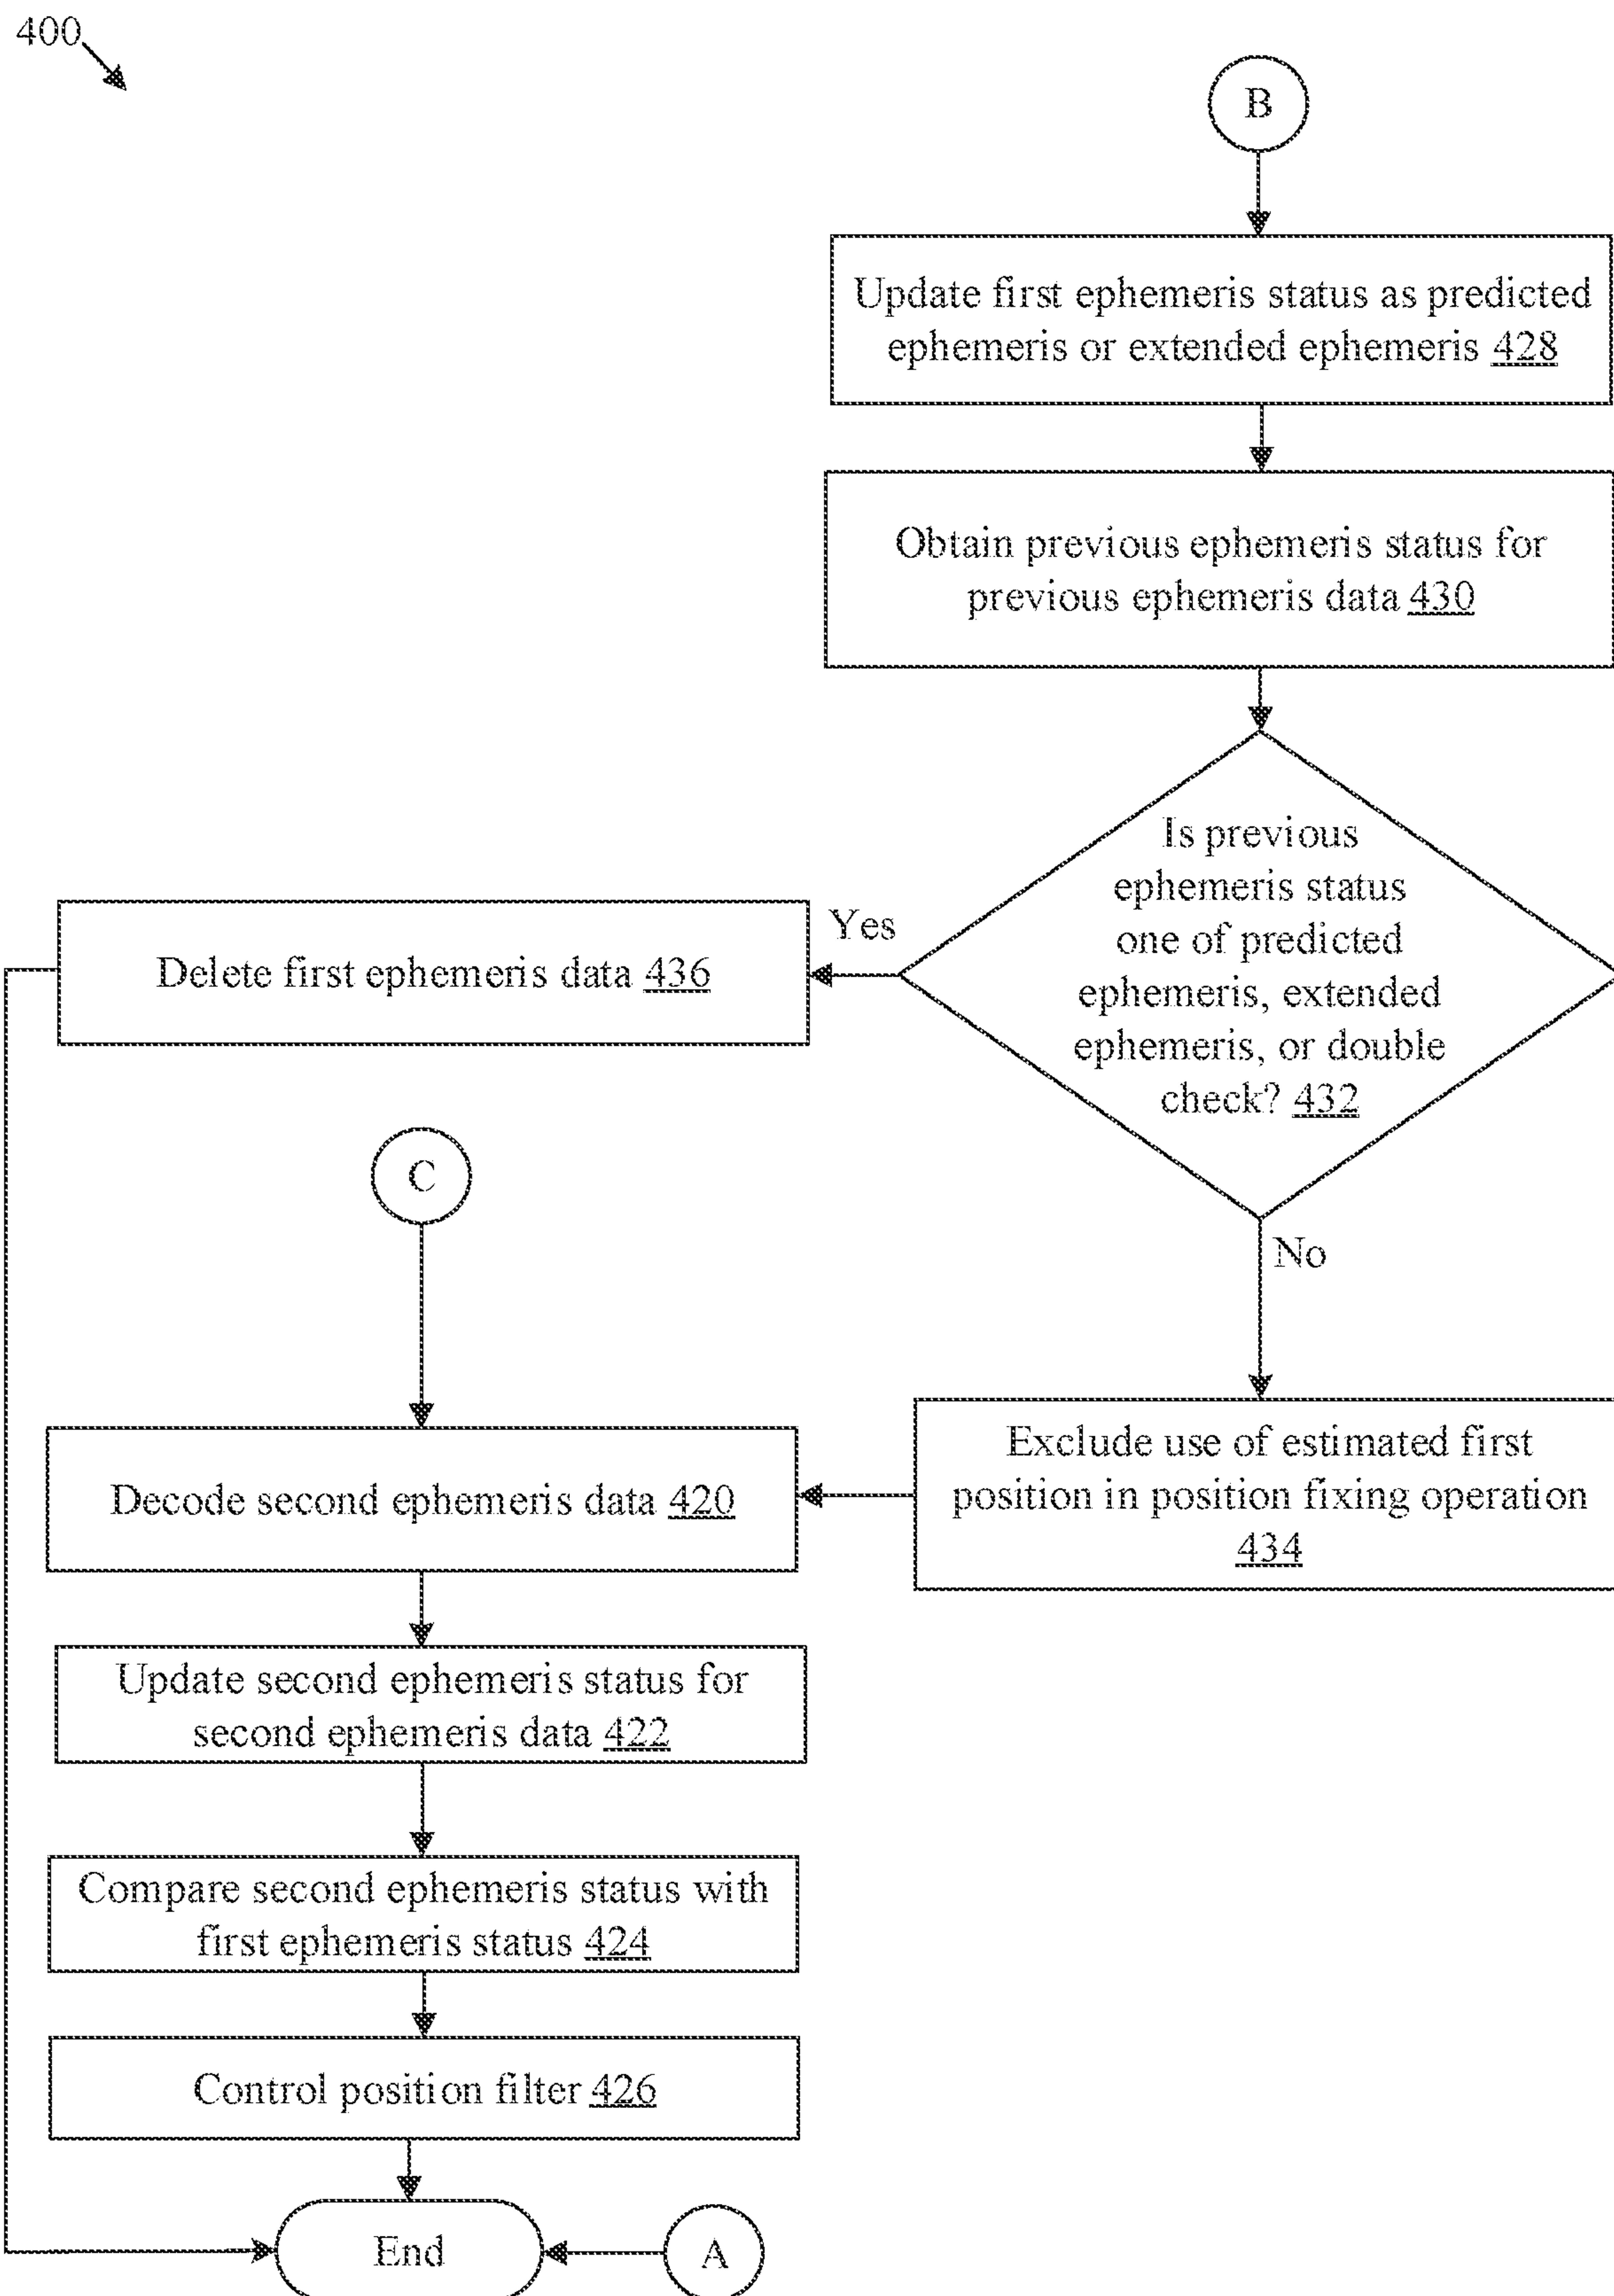 400
B
Update first ephemeris status as predicted
ephemeris or extended ephemeris 428
Obtain previous ephemeris status for
previous ephemeris data 430
Is previous
ephemeris status
one of predicted
ephemeris, extended
ephemeris, or double
check? 432
Yes
Delete first ephemeris data 436
No
Exclude use of estimated first
position in position fixing operation
434
C
Decode second ephemeris data 420
Update second ephemeris status for
second ephemeris data 422
Compare second ephemeris status with
first ephemeris status 424
Control position filter 426
End
A